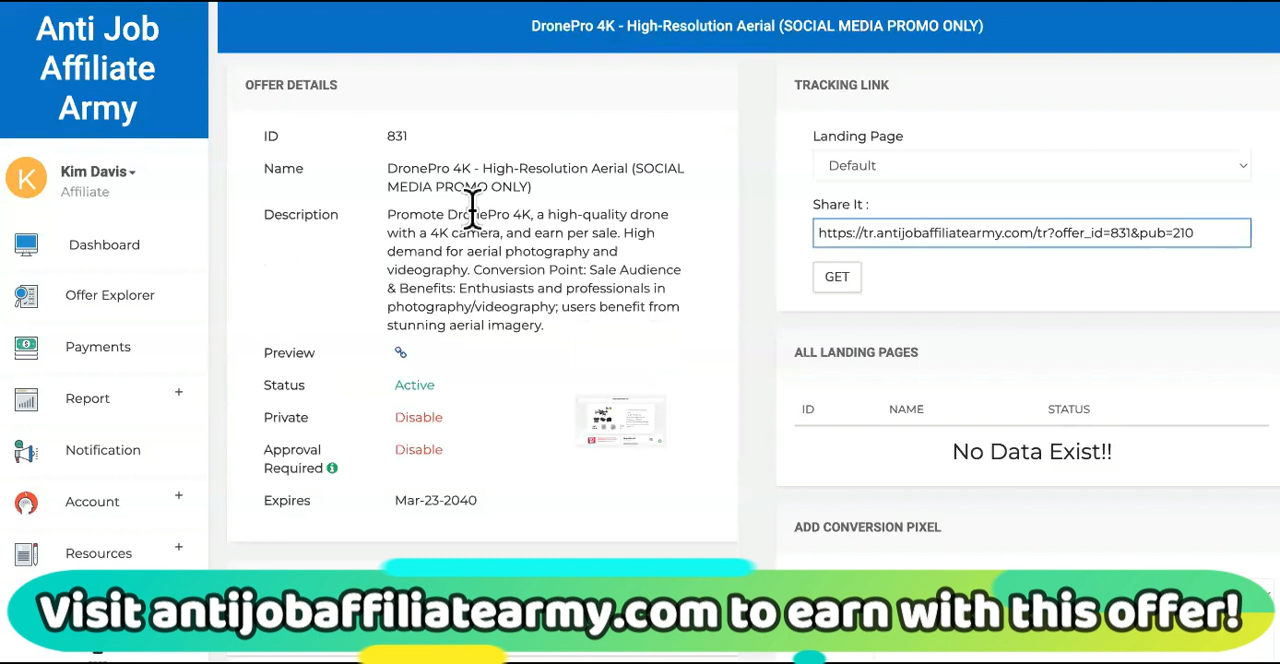 Anti Job
Affiliate
Army
DronePro 4K - High-Resolution Aerial (SOCIAL MEDIA PROMO ONLY)
Kim Davis
Affiliate
Dashboard
Offer Explorer
Payments
Report +
Notification
Account +
Resources +
OFFER DETAILS
ID 831
Name DronePro 4K - High-Resolution Aerial (SOCIAL
MEDIA PROMO ONLY)
Description Promote DronePro 4K, a high-quality drone
with a 4K camera, and earn per sale. High
demand for aerial photography and
videography. Conversion Point: Sale Audience
& Benefits: Enthusiasts and professionals in
photography/videography; users benefit from
stunning aerial imagery.
Preview
Status Active
Private Disable
Approval
Required Disable
Expires Mar-23-2040
TRACKING LINK
Landing Page
Default
Share It :
https://tr.antijobaffiliatearmy.com/tr?offer_id=831&pub=210
GET
ALL LANDING PAGES
ID NAME STATUS
No Data Exist!!
ADD CONVERSION PIXEL
Visit antijobaffiliatearmy.com to earn with this offer!